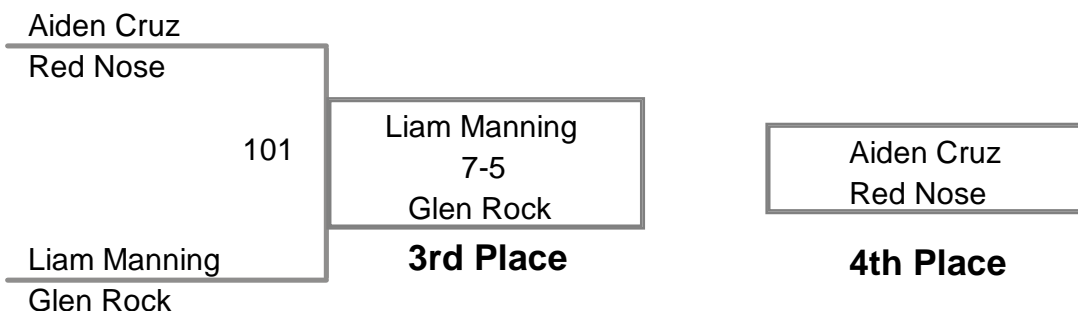 Aiden Cruz
Red Nose
101
Liam Manning
Glen Rock
Liam Manning
7-5
Glen Rock
3rd Place
Aiden Cruz
Red Nose
4th Place